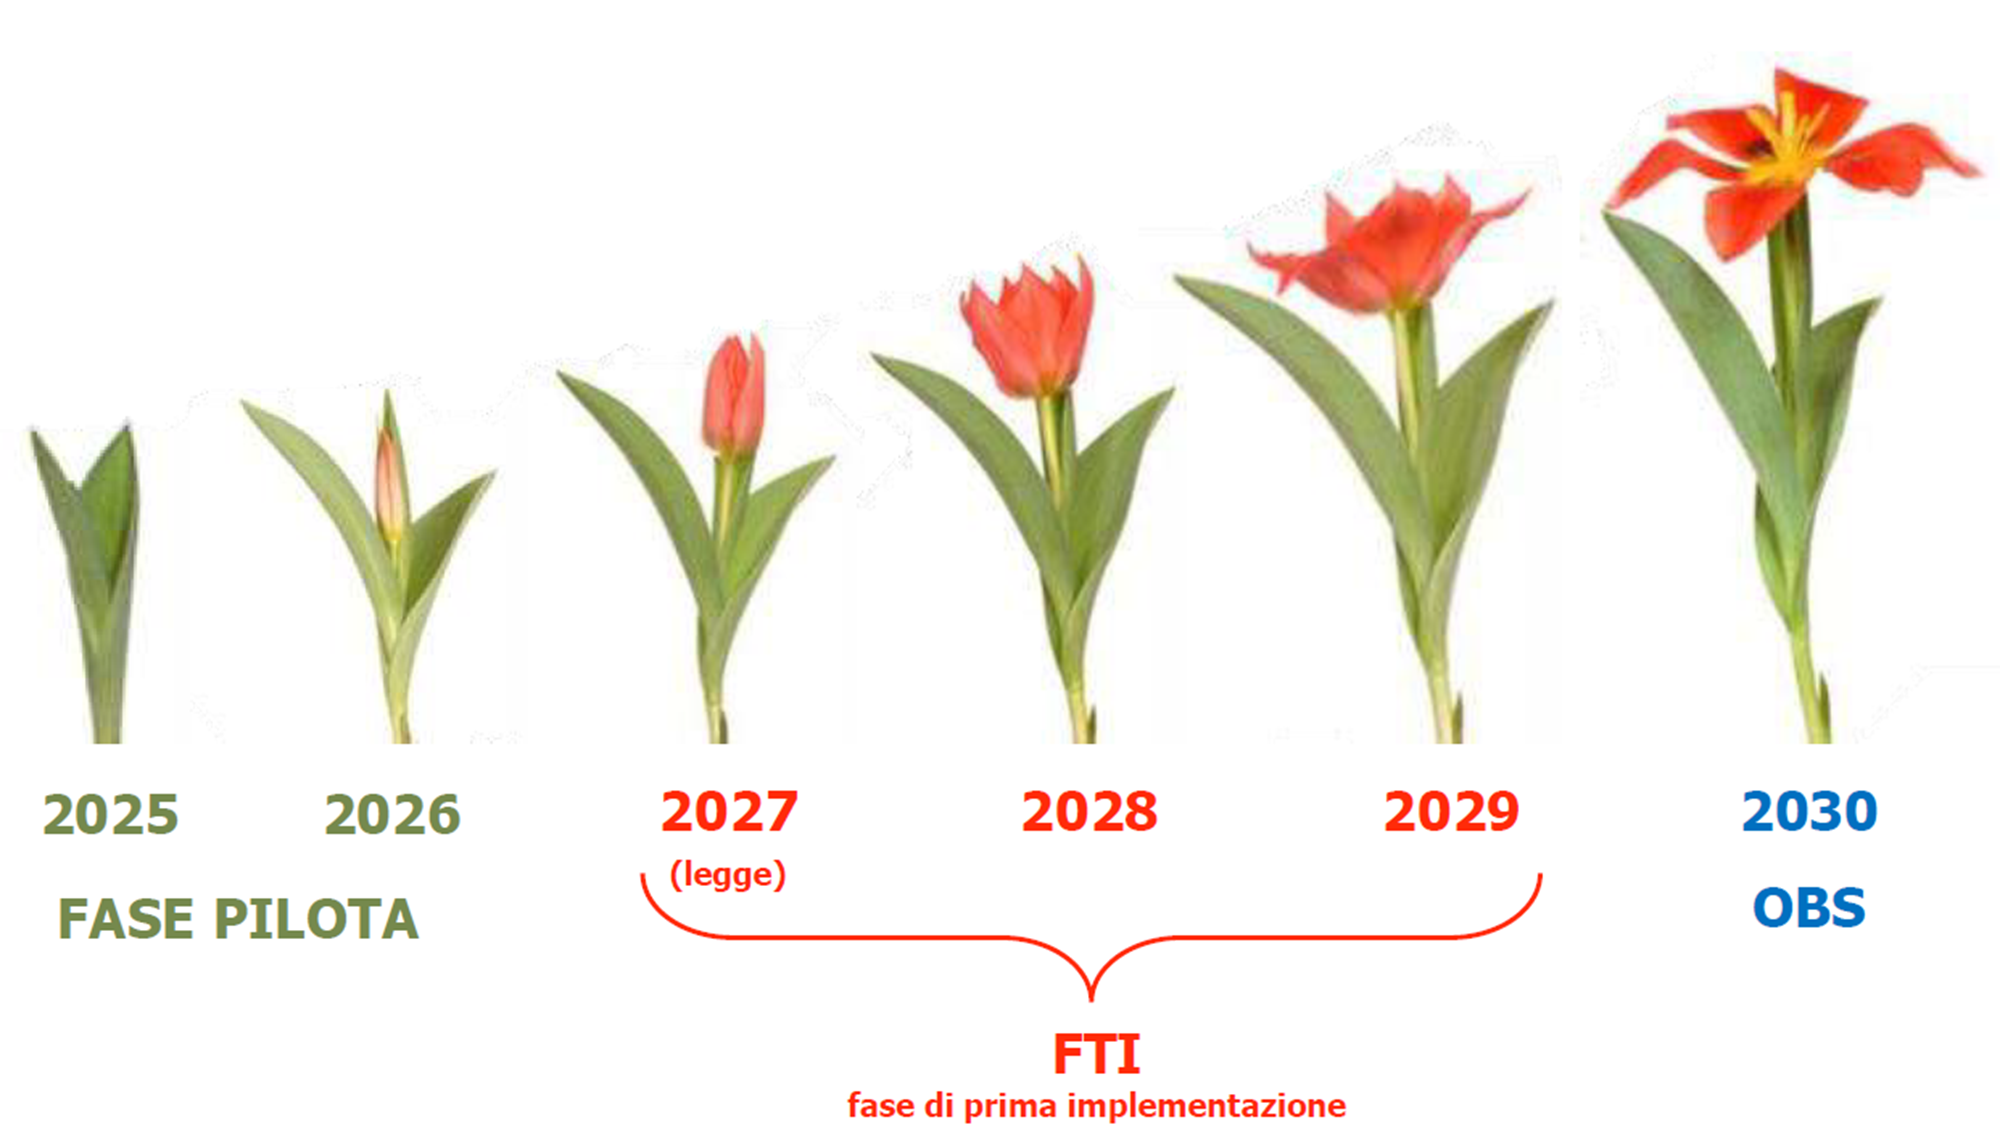 2025 2026 2027 2028 2029 2030
(legge)
FASE PILOTA OBS
FTI
fase di prima implementazione